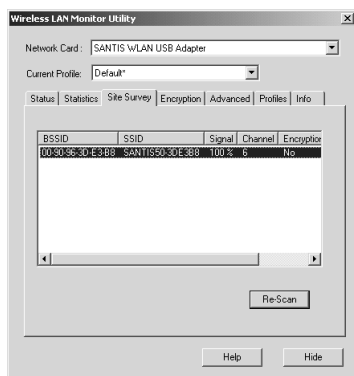 Wireless LAN Monitor Utility
Network Card : SANTIS WLAN USB Adapter
Current Profile: Default*
Status Statistics Site Survey Encryption Advanced Profiles Info
BSSID SSID Signal Channel Encryption
00-90-96-3D-E3-B8 SANTIS50-3DE3B8 100 % 6 No
Re-Scan
Help Hide